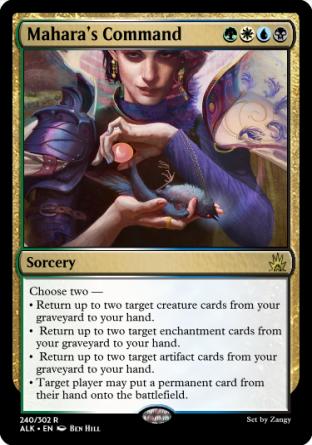 Mahara's Command
Sorcery
Choose two —
• Return up to two target creature cards from your
graveyard to your hand.
• Return up to two target enchantment cards from
your graveyard to your hand.
• Return up to two target artifact cards from your
graveyard to your hand.
• Target player may put a permanent card from
their hand onto the battlefield.
240/302 R
ALK • EN Ben Hill
Set by Zangy